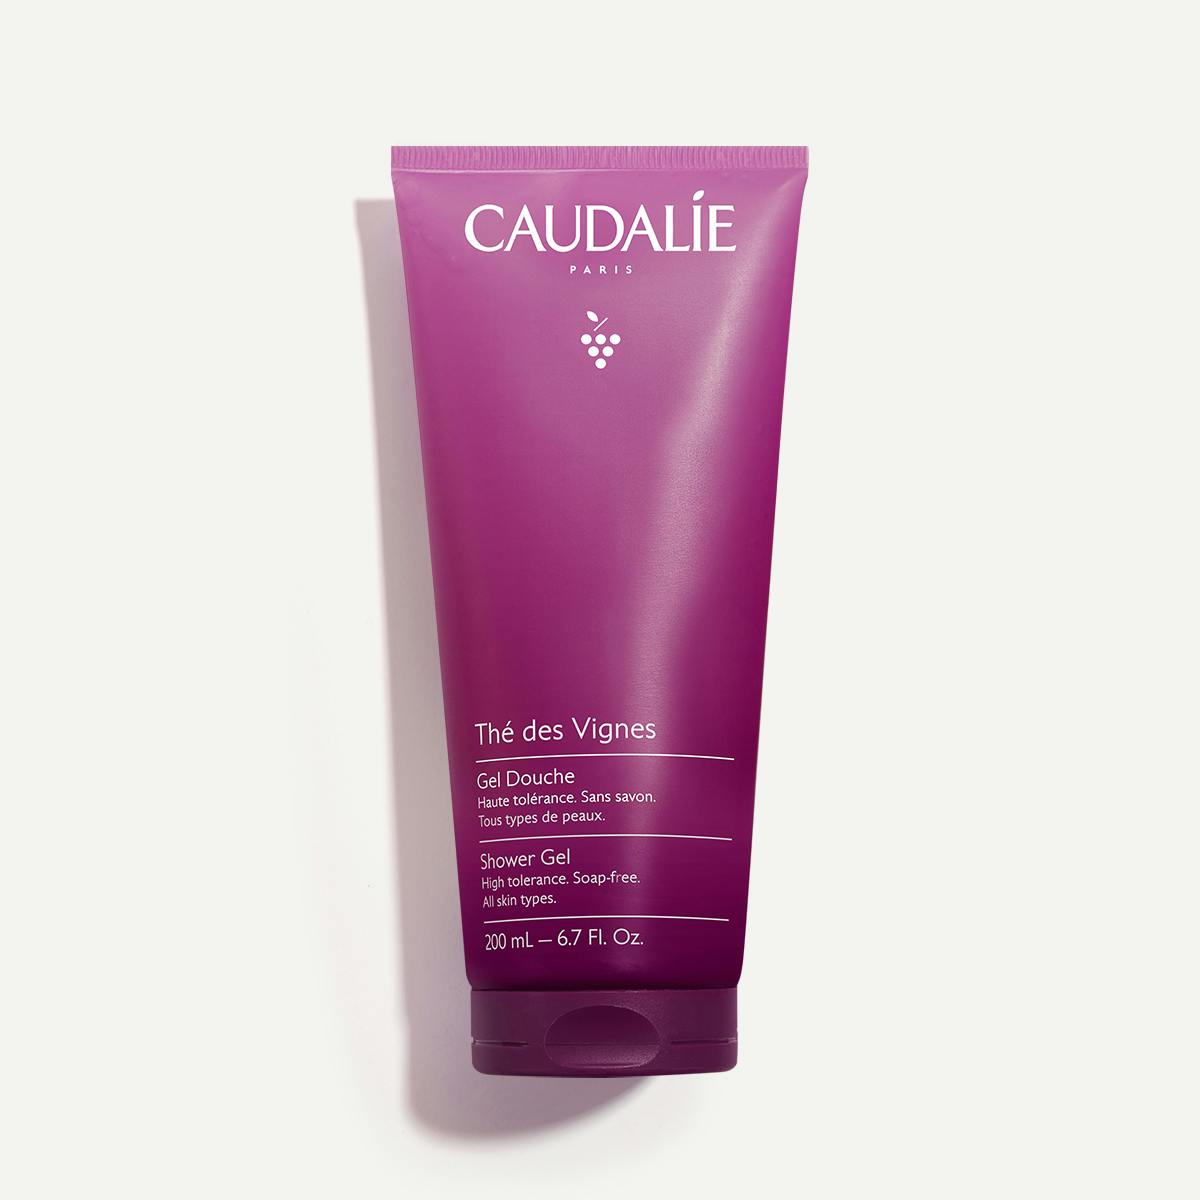 CAUDALÍE
PARIS
Thé des Vignes
Gel Douche
Haute tolérance. Sans savon.
Tous types de peaux.
Shower Gel
High tolerance. Soap-free.
All skin types.
200 mL — 6.7 Fl. Oz.